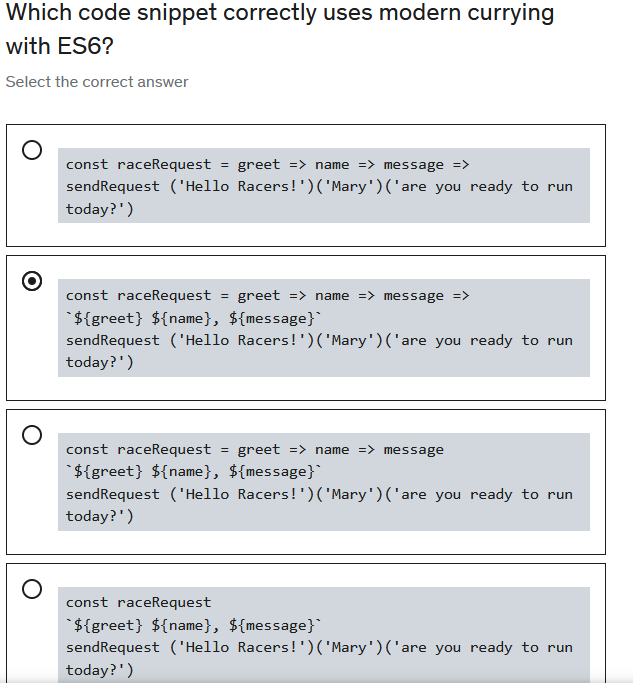 Which code snippet correctly uses modern currying
with ES6?
Select the correct answer
const raceRequest = greet => name => message =>
sendRequest ('Hello Racers!')('Mary')('are you ready to run
today?')
const raceRequest = greet => name => message =>
`${greet} ${name}, ${message}`
sendRequest ('Hello Racers!')('Mary')('are you ready to run
today?')
const raceRequest = greet => name => message
`${greet} ${name}, ${message}`
sendRequest ('Hello Racers!')('Mary')('are you ready to run
today?')
const raceRequest
`${greet} ${name}, ${message}`
sendRequest ('Hello Racers!')('Mary')('are you ready to run
today?')